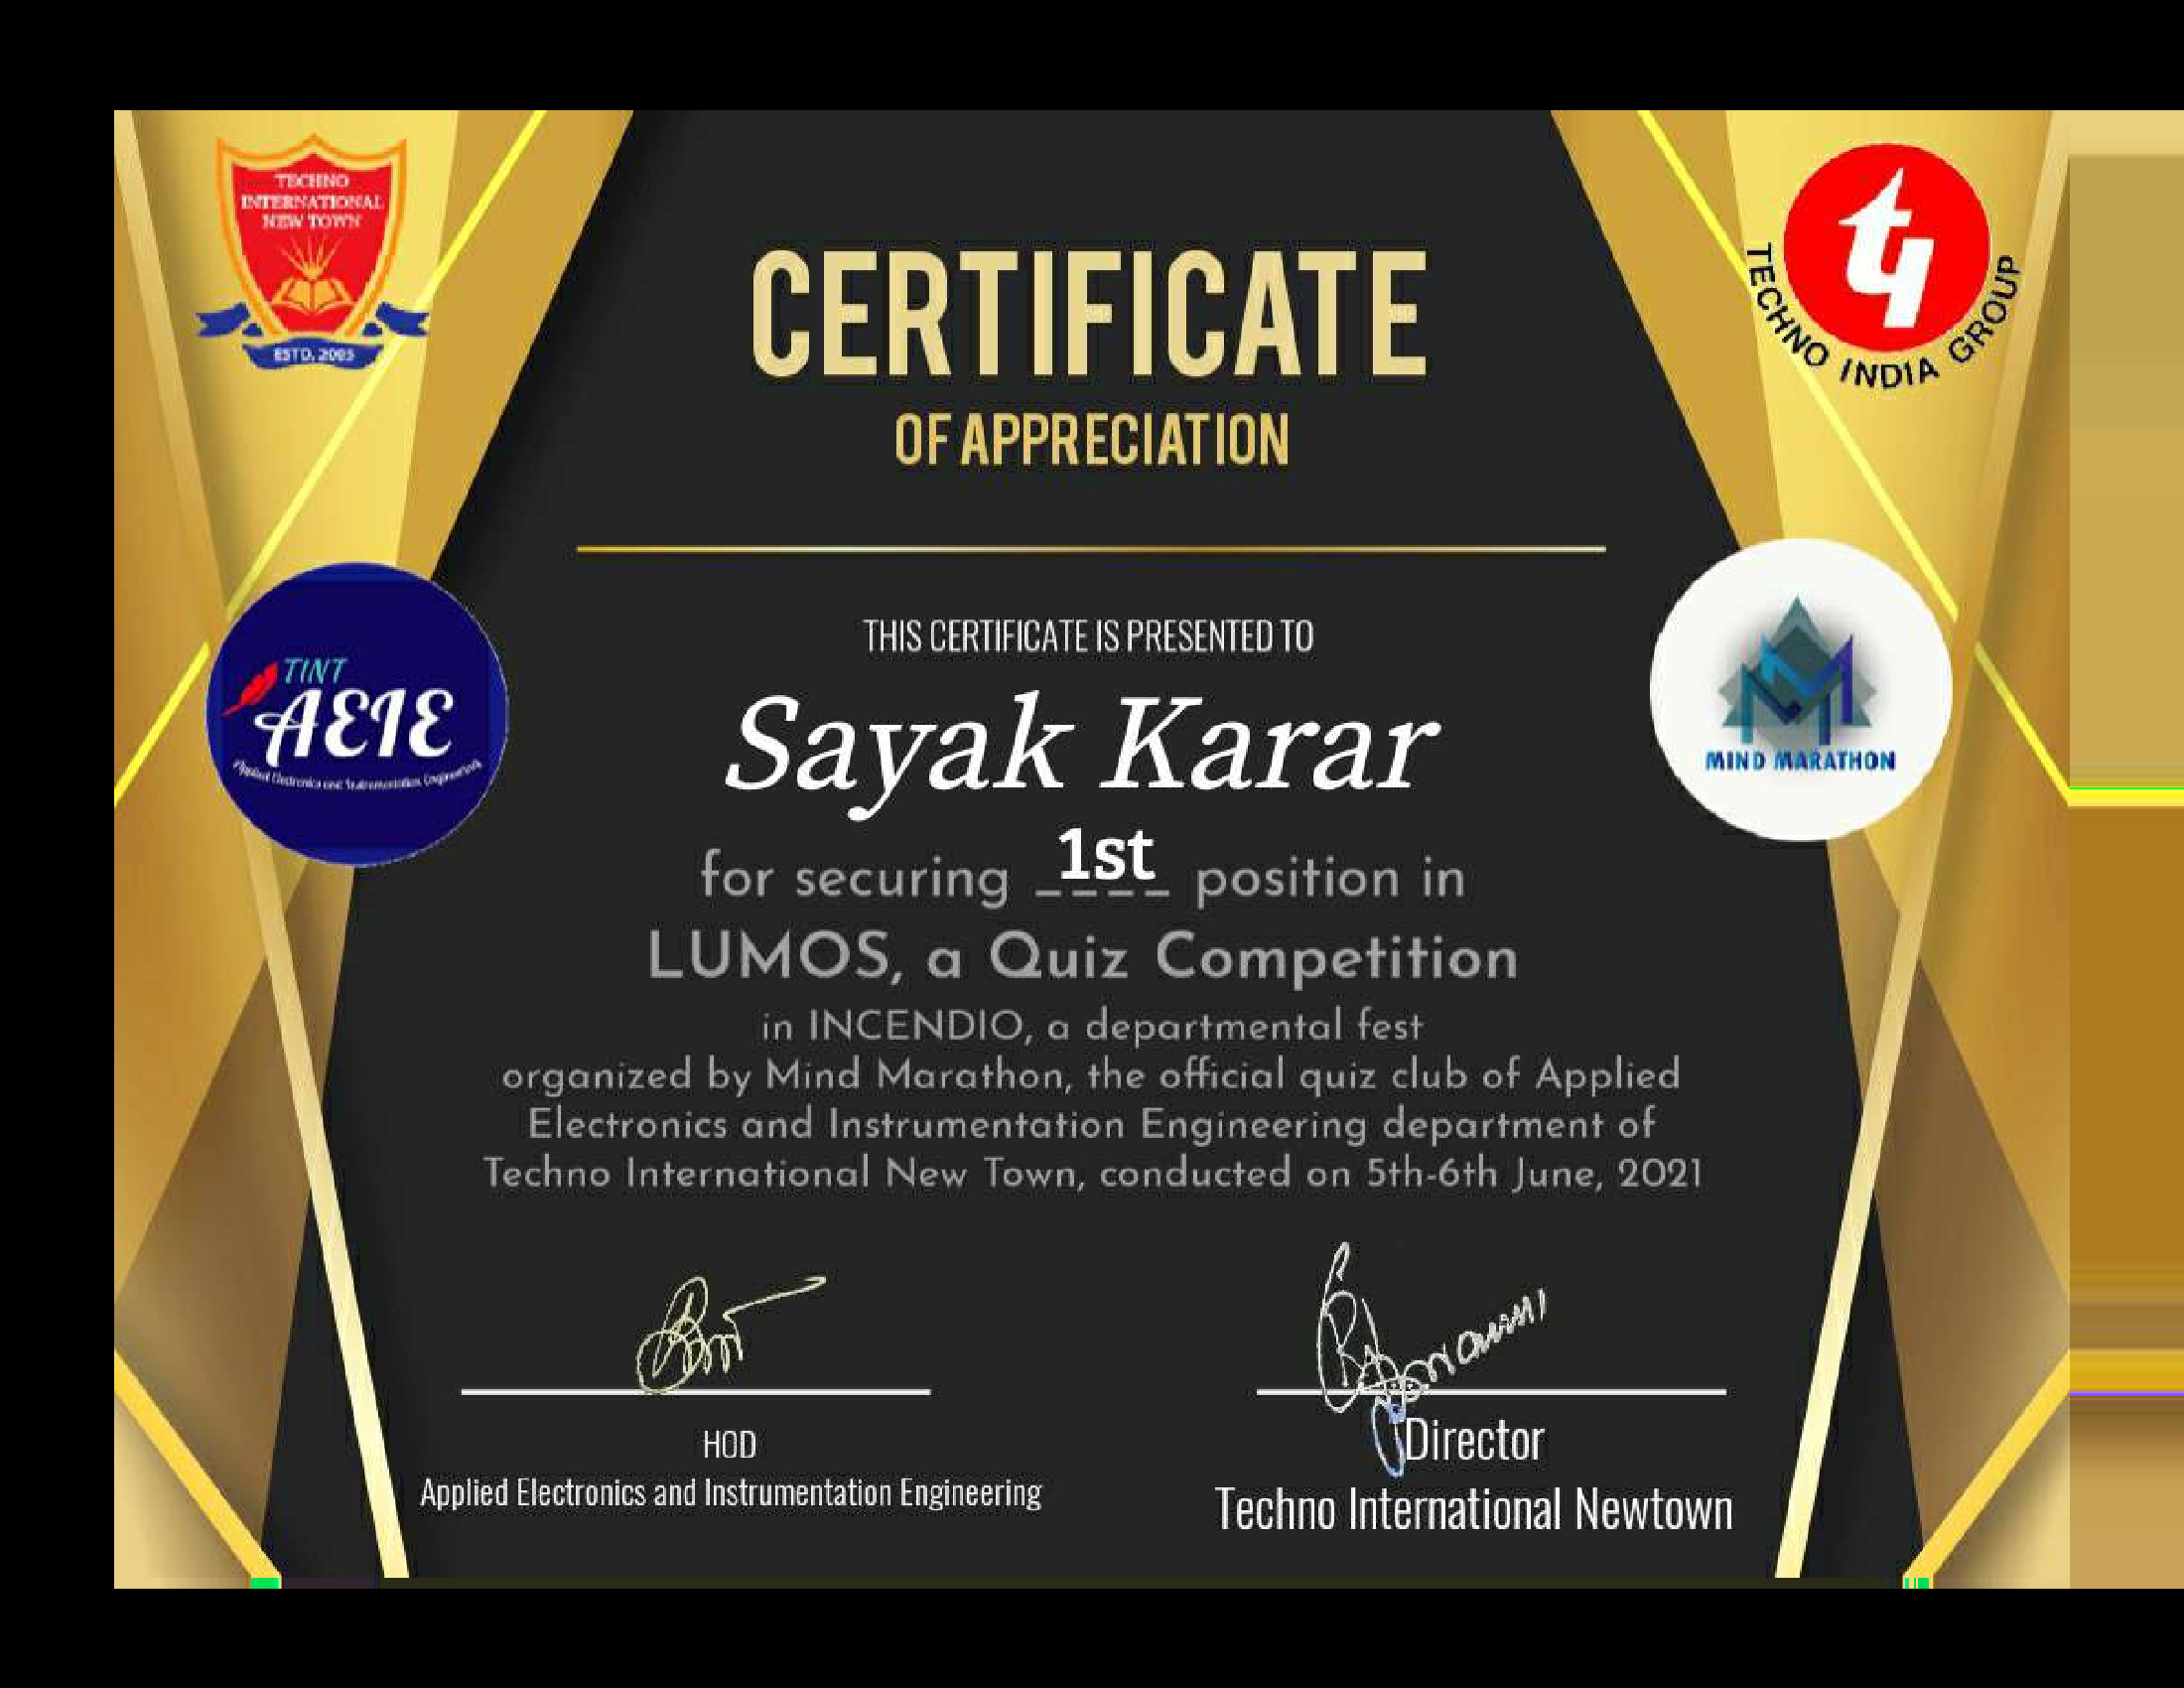 TECHNO
INTERNATIONAL
NEW TOWN
ESTD. 2005
TECHNO INDIA GROUP
CERTIFICATE
OF APPRECIATION
TINT
AEIE
Applied Electronics and Instrumentation Engineering
MIND MARATHON
THIS CERTIFICATE IS PRESENTED TO
Sayak Karar
for securing 1st position in
LUMOS, a Quiz Competition
in INCENDIO, a departmental fest
organized by Mind Marathon, the official quiz club of Applied
Electronics and Instrumentation Engineering department of
Techno International New Town, conducted on 5th-6th June, 2021
HOD
Applied Electronics and Instrumentation Engineering
Director
Techno International Newtown